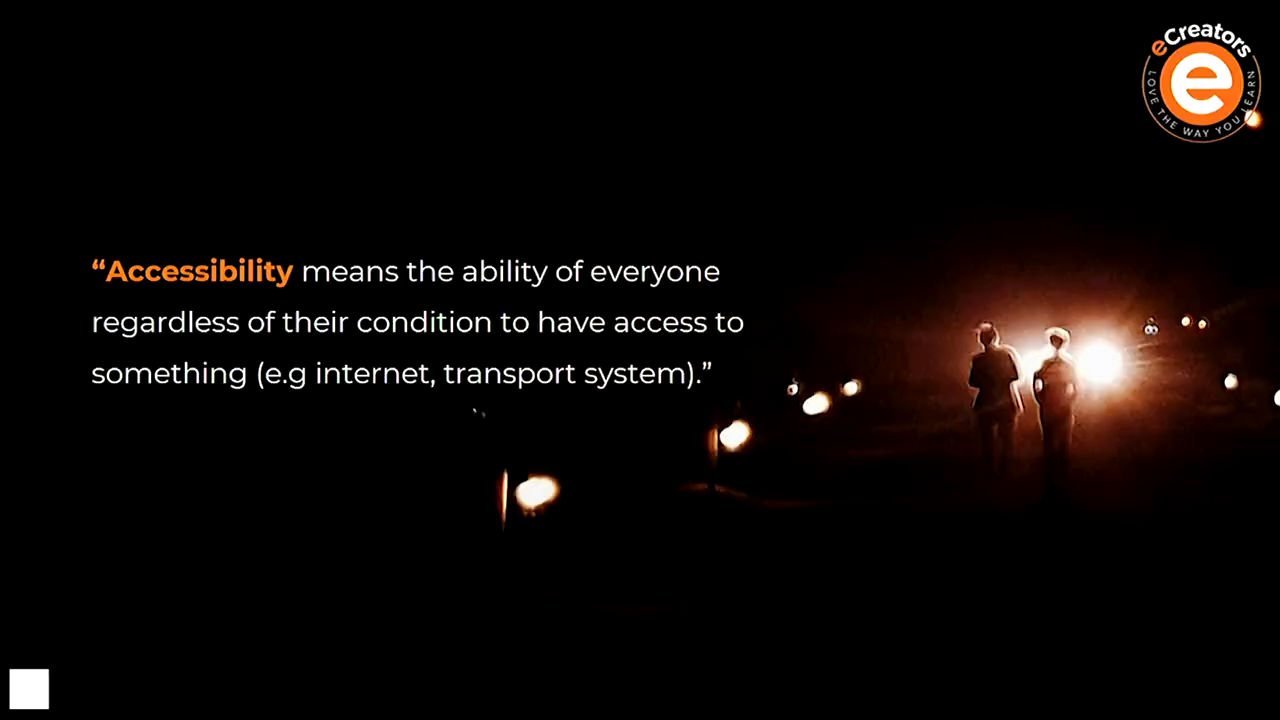 eCreators
e
LOVE THE WAY YOU LEARN
“Accessibility means the ability of everyone
regardless of their condition to have access to
something (e.g internet, transport system).”